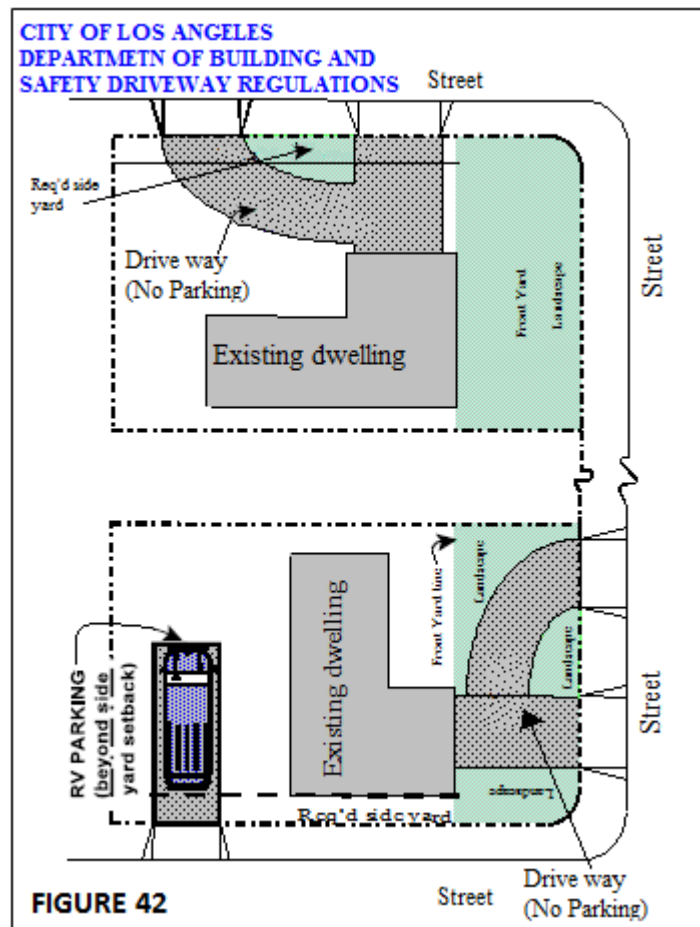 CITY OF LOS ANGELES
DEPARTMETN OF BUILDING AND
SAFETY DRIVEWAY REGULATIONS
Street
Req'd side
yard
Drive way
(No Parking)
Front Yard
Landscape
Street
Existing dwelling
Front Yard line
Landscape
Landscape
Existing dwelling
RV PARKING
(beyond side
yard setback)
Street
Landscape
Req'd side yard
FIGURE 42
Street
Drive way
(No Parking)